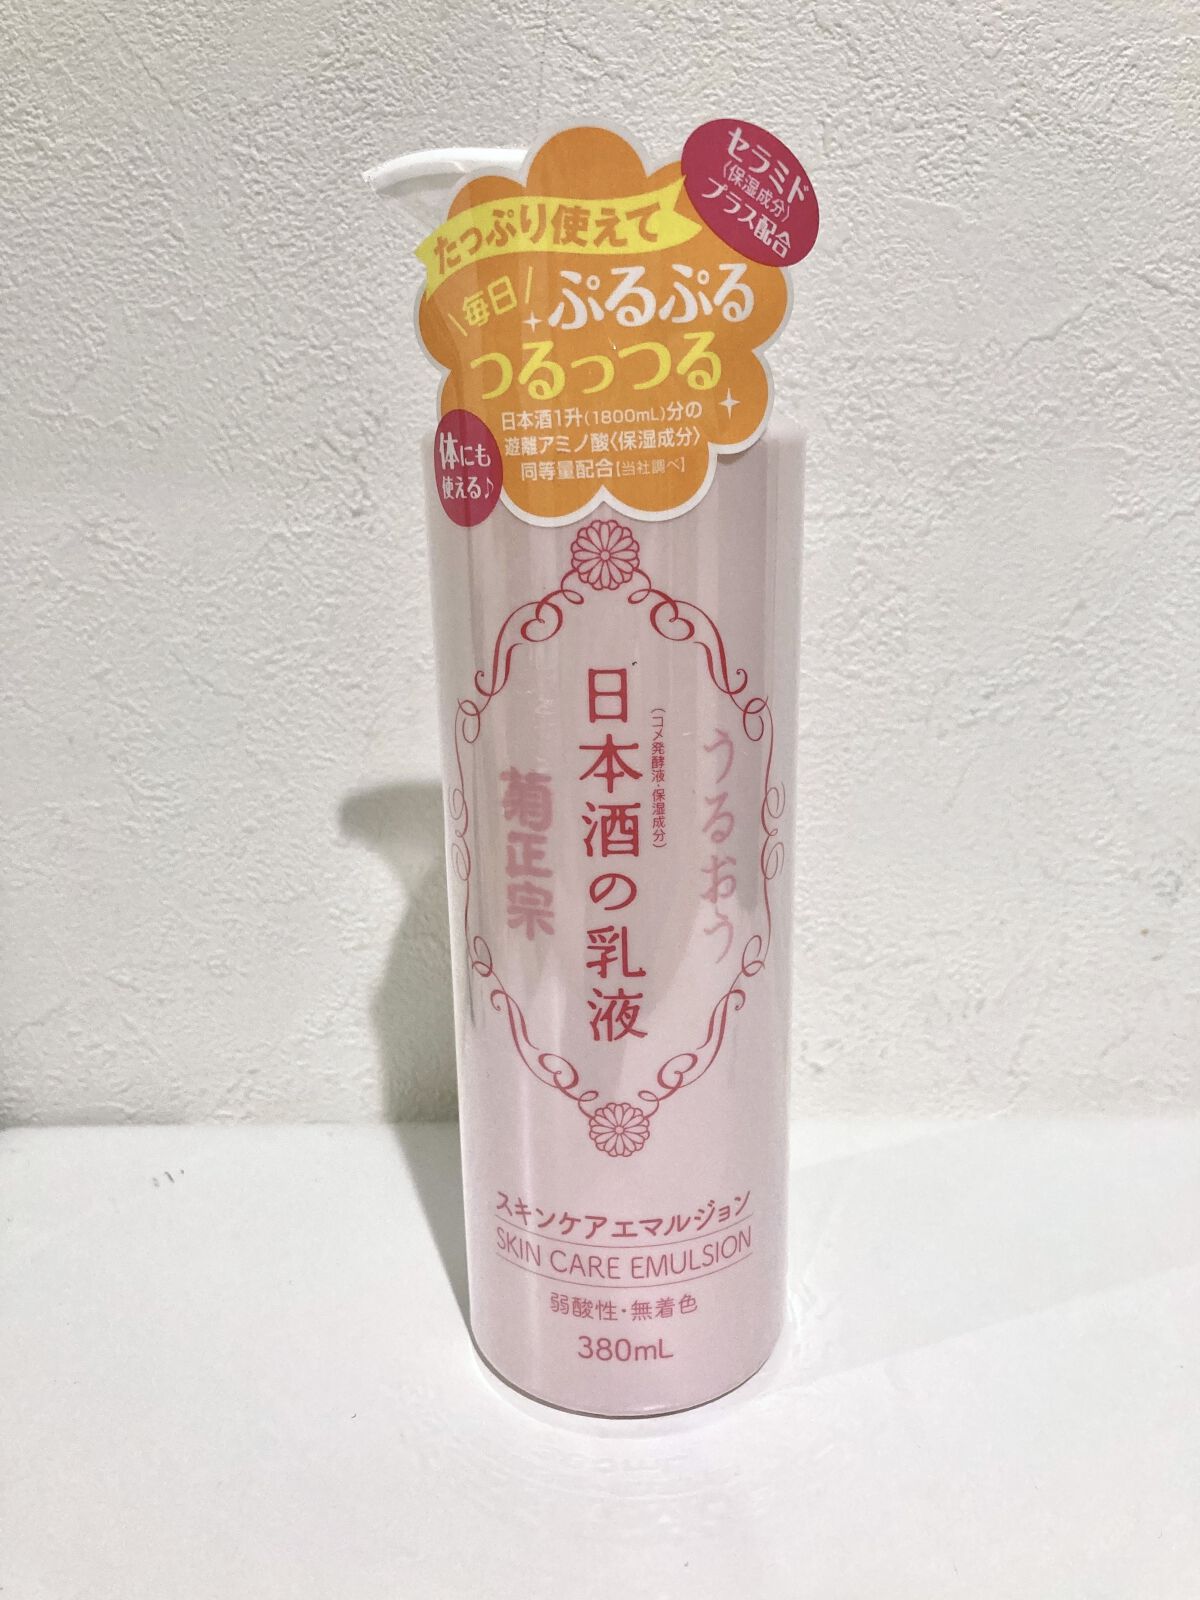 セラミド
〈保湿成分〉
プラス配合
たっぷり使えて
\毎日/
ぷるぷる
つるっつる
日本酒1升(1800mL)分の
遊離アミノ酸〈保湿成分〉
同等量配合【当社調べ】
体にも
使える♪
うるおう
(コメ発酵液・保湿成分)
日本酒の乳液
菊正宗
スキンケアエマルジョン
SKIN CARE EMULSION
弱酸性・無着色
380mL